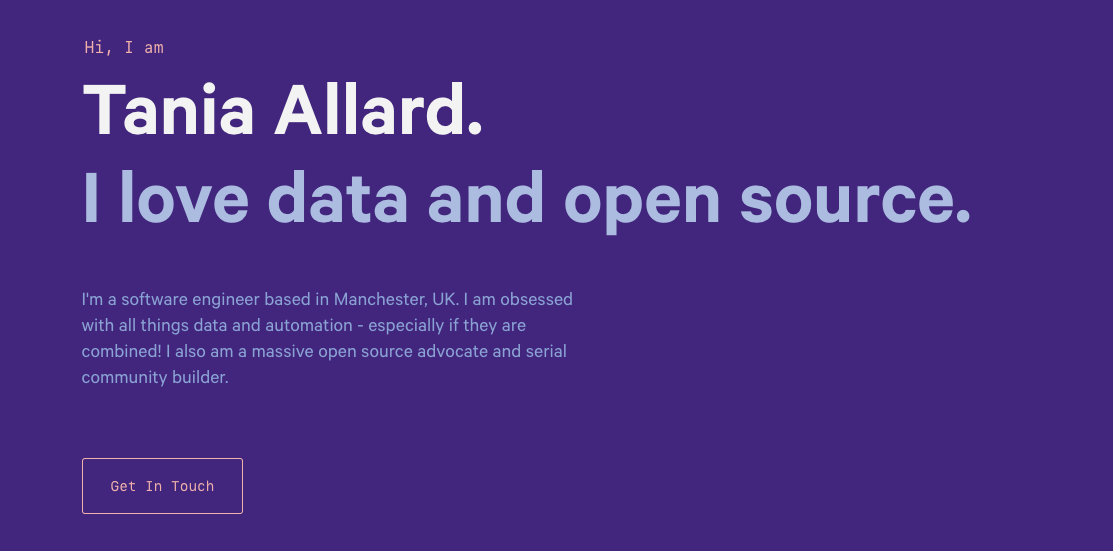 Hi, I am
Tania Allard.
I love data and open source.
I'm a software engineer based in Manchester, UK. I am obsessed
with all things data and automation - especially if they are
combined! I also am a massive open source advocate and serial
community builder.
Get In Touch